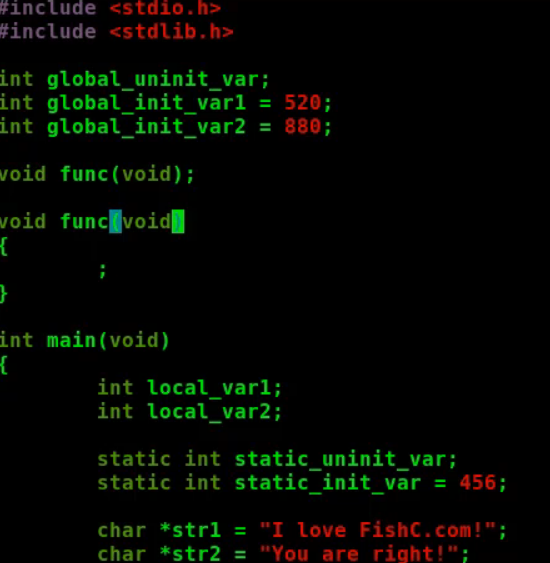 #include <stdio.h>
#include <stdlib.h>
int global_uninit_var;
int global_init_var1 = 520;
int global_init_var2 = 880;
void func(void);
void func(void)
{
;
}
int main(void)
{
int local_var1;
int local_var2;
static int static_uninit_var;
static int static_init_var = 456;
char *str1 = "I love FishC.com!";
char *str2 = "You are right!";